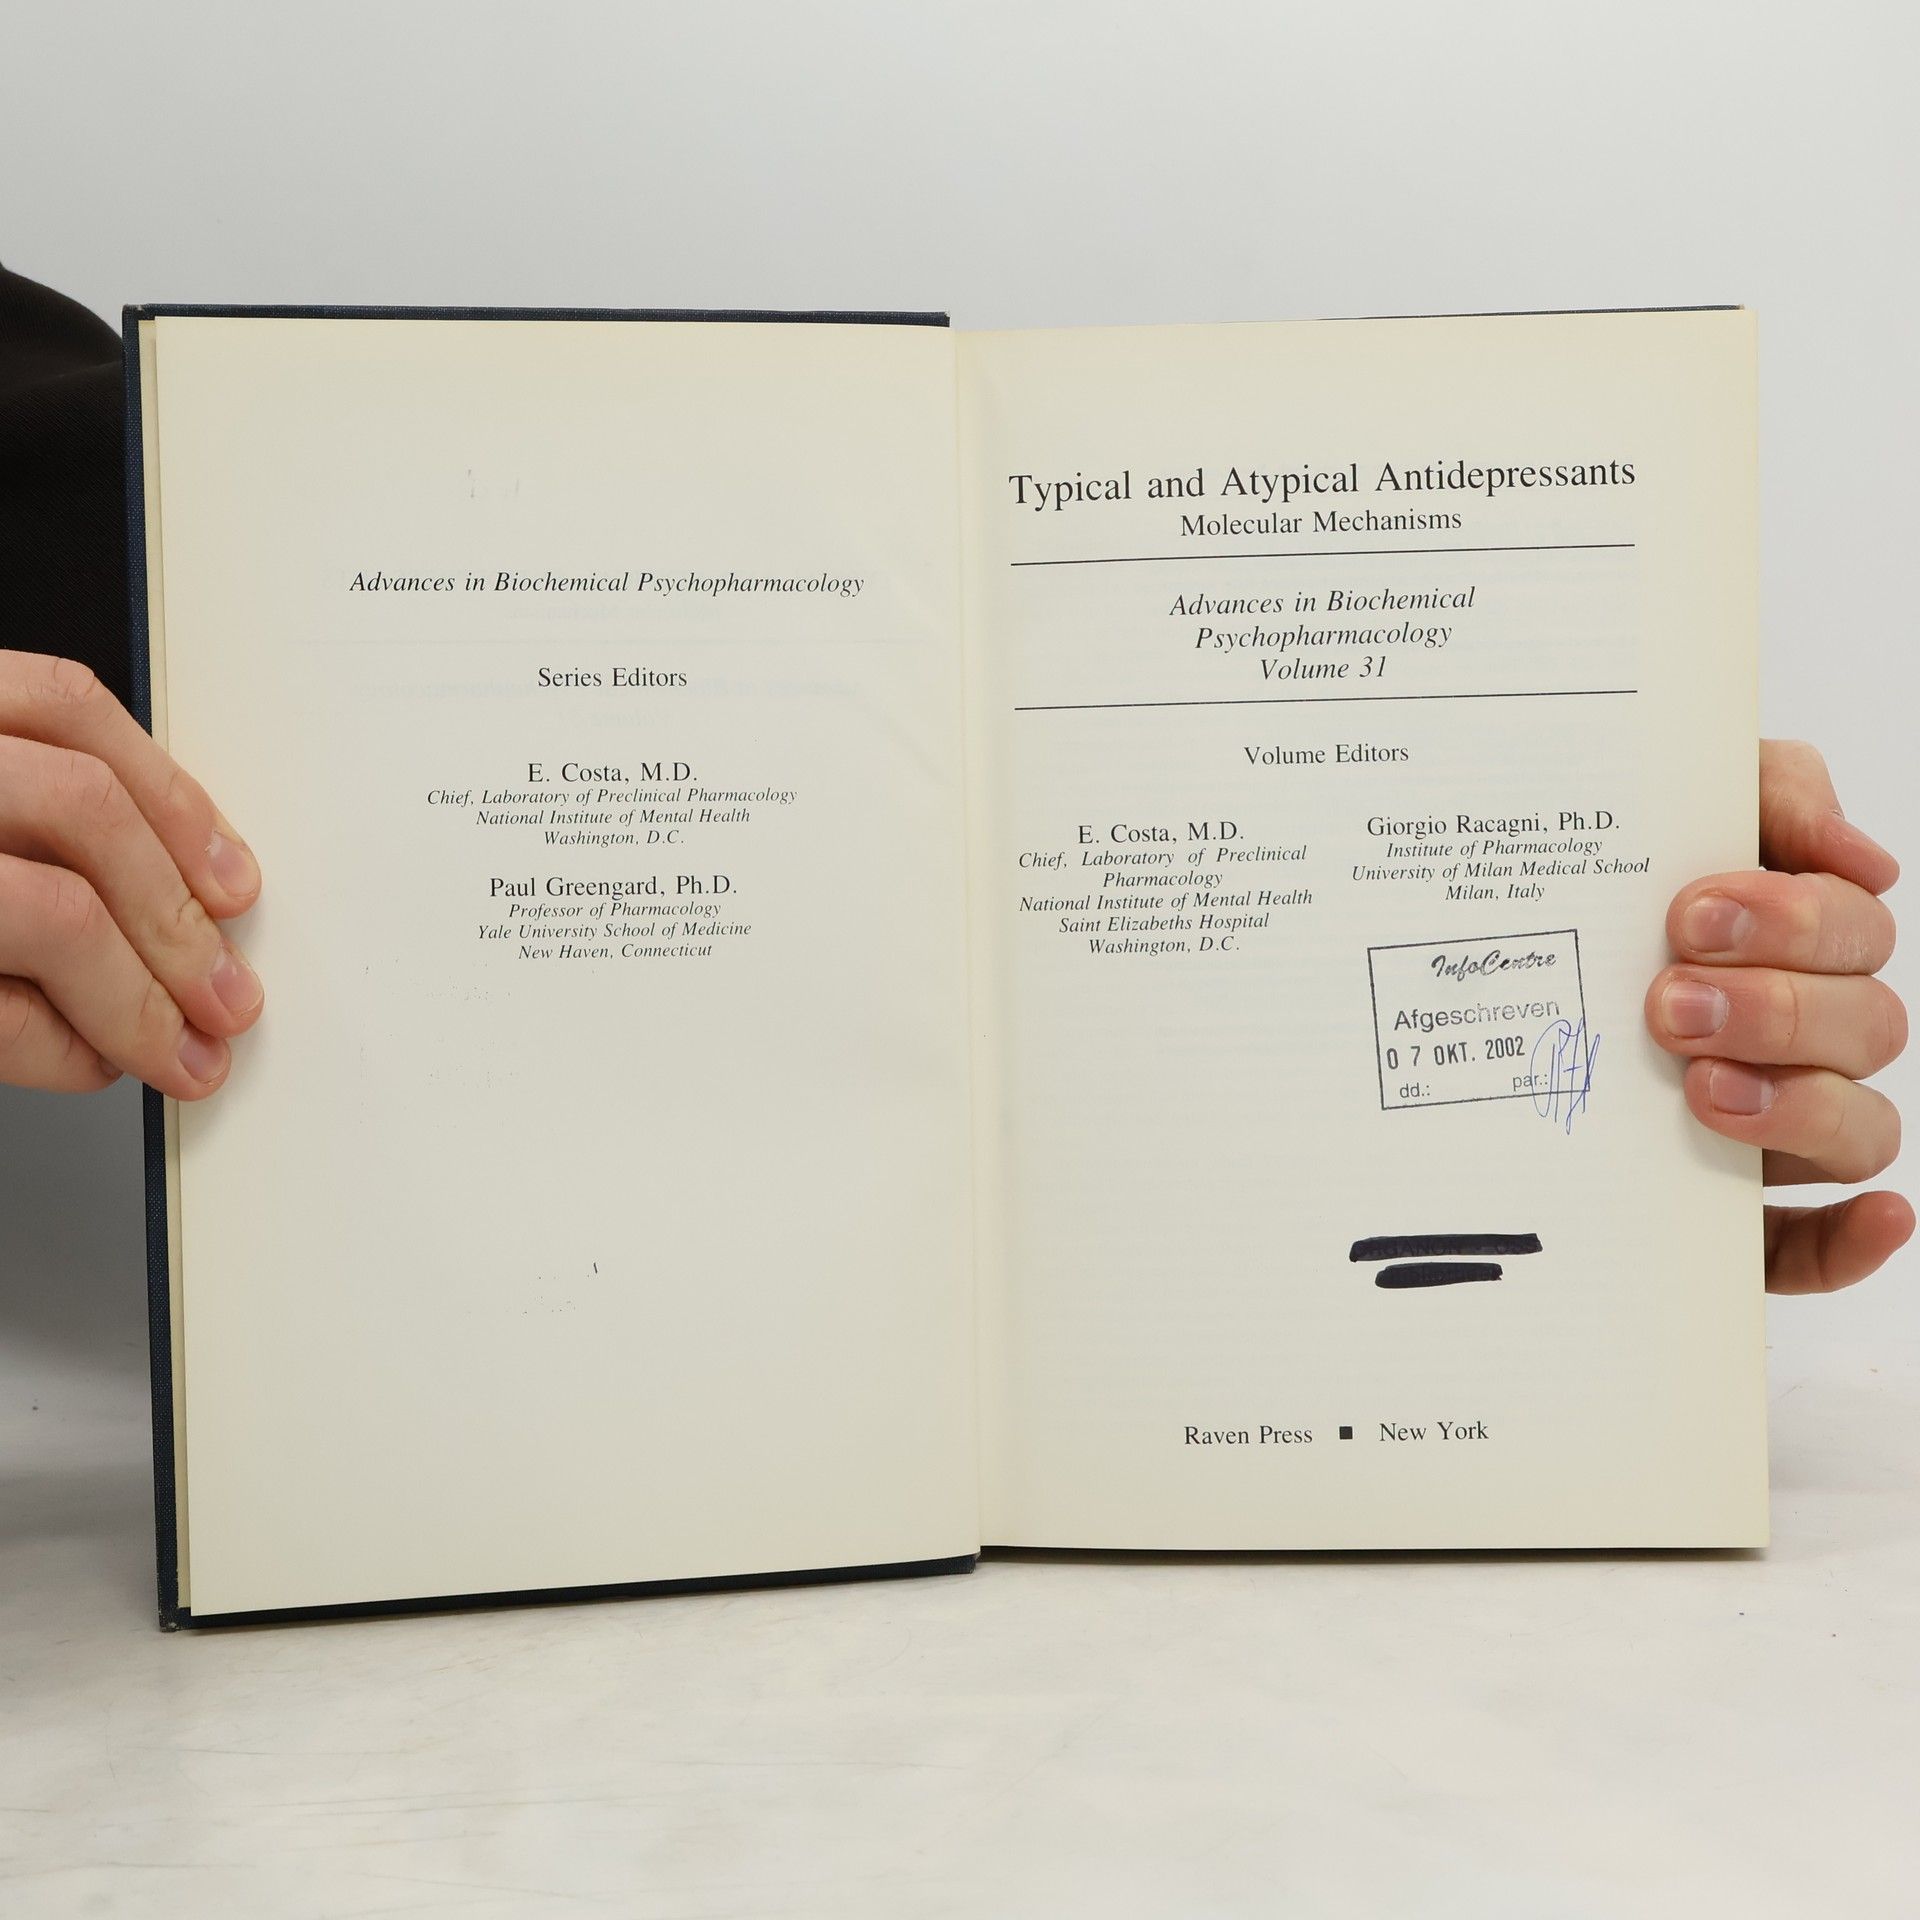 Advances in Biochemical Psychopharmacology
Series Editors
E. Costa, M.D.
Chief, Laboratory of Preclinical Pharmacology
National Institute of Mental Health
Washington, D.C.
Paul Greengard, Ph.D.
Professor of Pharmacology
Yale University School of Medicine
New Haven, Connecticut
Typical and Atypical Antidepressants
Molecular Mechanisms
Advances in Biochemical
Psychopharmacology
Volume 31
Volume Editors
E. Costa, M.D.
Chief, Laboratory of Preclinical
Pharmacology
National Institute of Mental Health
Saint Elizabeths Hospital
Washington, D.C.
Giorgio Racagni, Ph.D.
Institute of Pharmacology
University of Milan Medical School
Milan, Italy
InfoCentre
Afgeschreven
07 OKT. 2002
dd.: par.:
Raven Press ■ New York